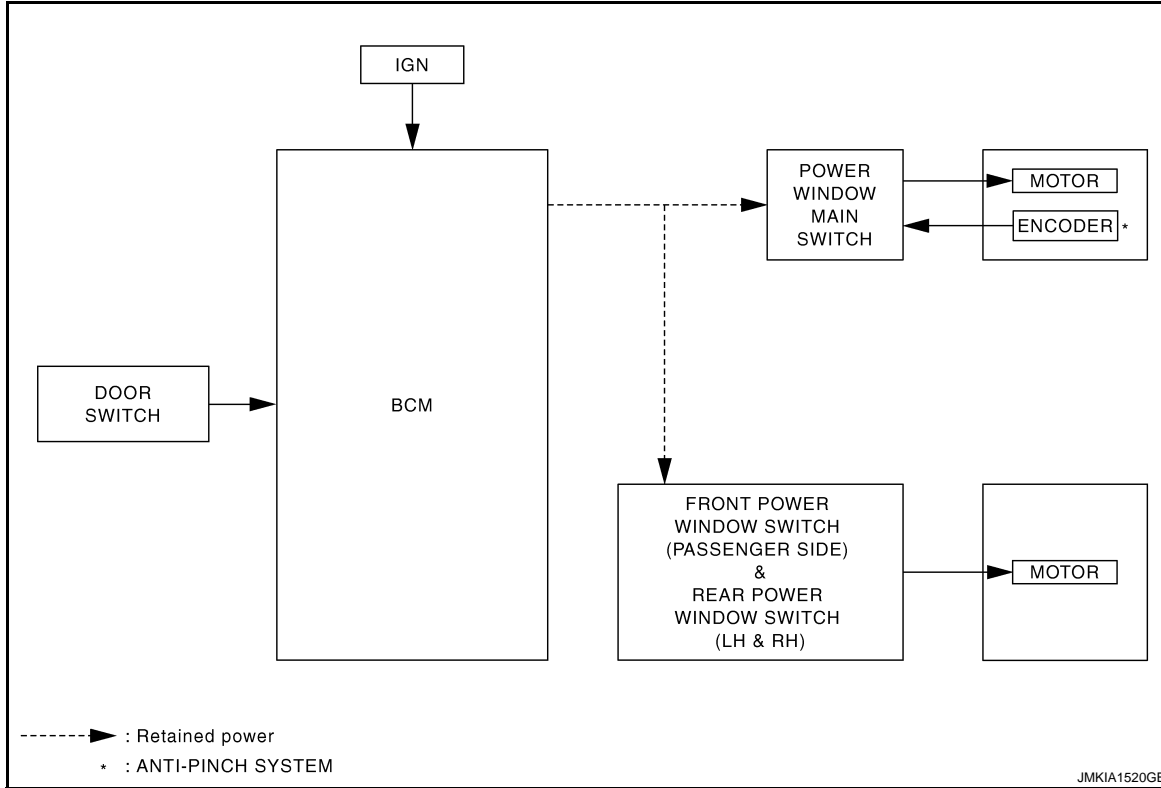 IGN
POWER
WINDOW
MAIN
SWITCH
MOTOR
ENCODER *
DOOR
SWITCH
BCM
FRONT POWER
WINDOW SWITCH
(PASSENGER SIDE)
&
REAR POWER
WINDOW SWITCH
(LH & RH)
MOTOR
: Retained power
* : ANTI-PINCH SYSTEM
JMKIA1520GB